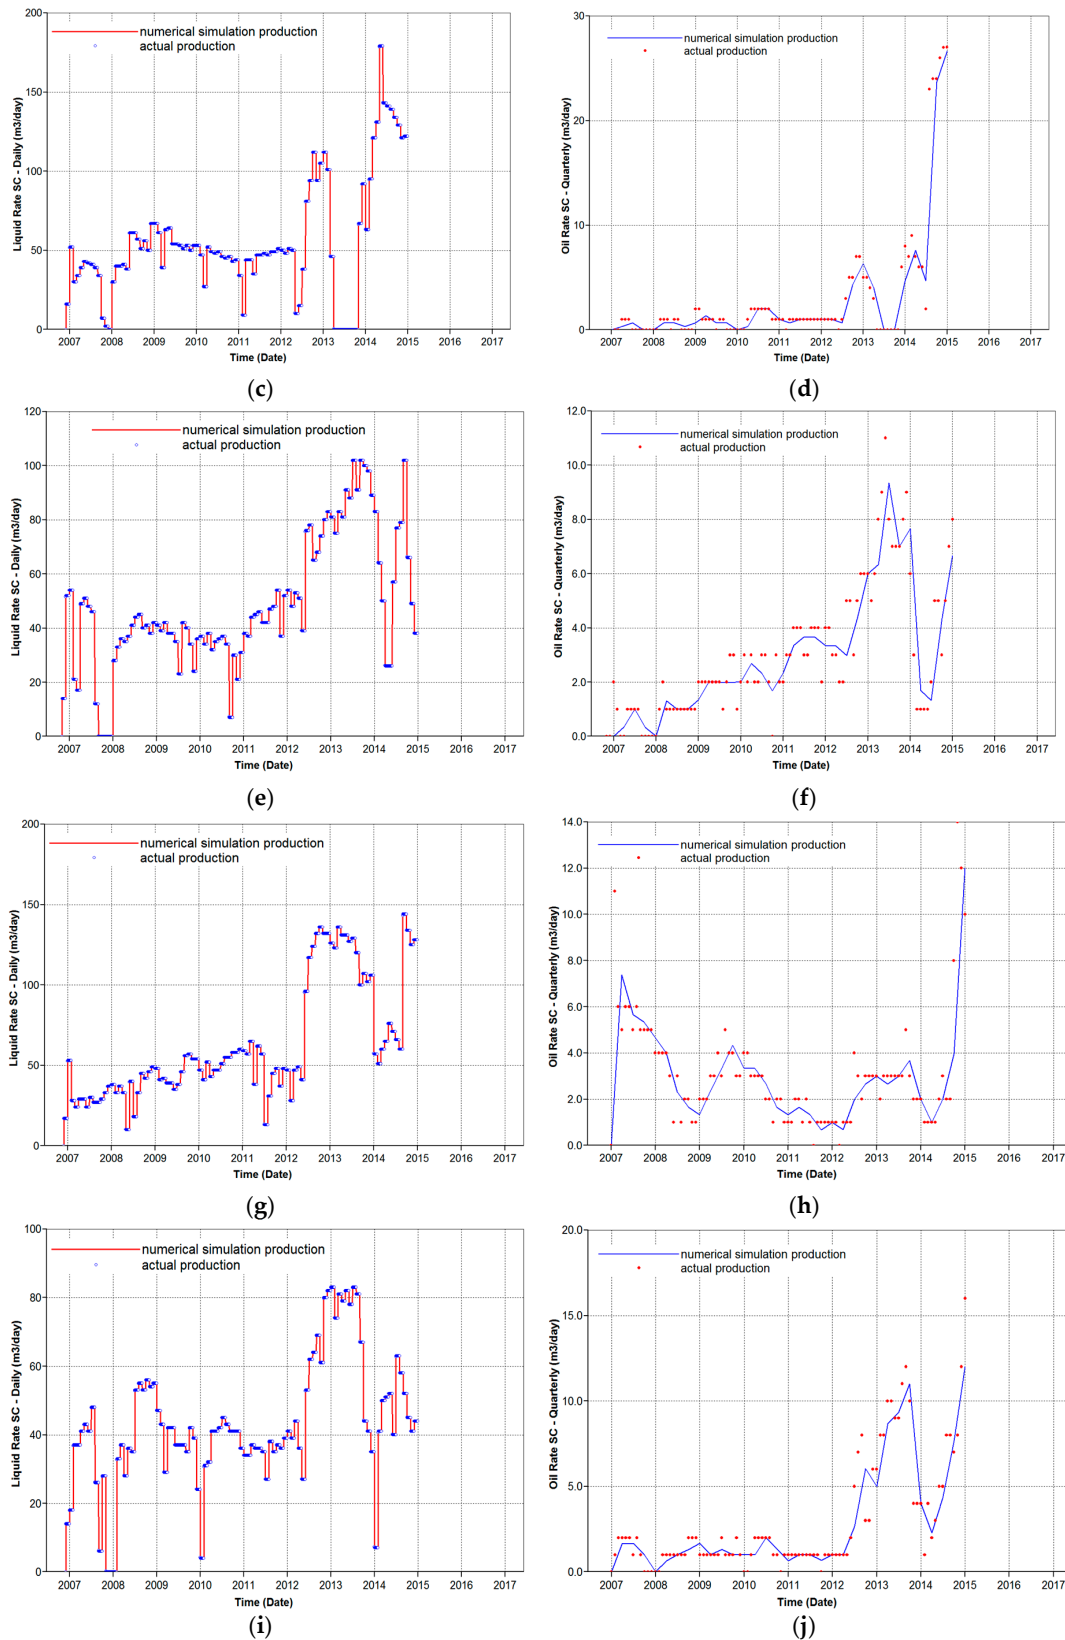 200
150
100
50
0
numerical simulation production
actual production
Liquid Rate SC - Daily (m3/day)
2007 2008 2009 2010 2011 2012 2013 2014 2015 2016 2017
Time (Date)
(c)
30
20
10
0
numerical simulation production
actual production
Oil Rate SC - Quarterly (m3/day)
2007 2008 2009 2010 2011 2012 2013 2014 2015 2016 2017
Time (Date)
(d)
120
100
80
60
40
20
0
numerical simulation production
actual production
Liquid Rate SC - Daily (m3/day)
2007 2008 2009 2010 2011 2012 2013 2014 2015 2016 2017
Time (Date)
(e)
12.0
10.0
8.0
6.0
4.0
2.0
0.0
numerical simulation production
actual production
Oil Rate SC - Quarterly (m3/day)
2007 2008 2009 2010 2011 2012 2013 2014 2015 2016 2017
Time (Date)
(f)
200
150
100
50
0
numerical simulation production
actual production
Liquid Rate SC - Daily (m3/day)
2007 2008 2009 2010 2011 2012 2013 2014 2015 2016 2017
Time (Date)
(g)
14.0
12.0
10.0
8.0
6.0
4.0
2.0
0.0
numerical simulation production
actual production
Oil Rate SC - Quarterly (m3/day)
2007 2008 2009 2010 2011 2012 2013 2014 2015 2016 2017
Time (Date)
(h)
100
80
60
40
20
0
numerical simulation production
actual production
Liquid Rate SC - Daily (m3/day)
2007 2008 2009 2010 2011 2012 2013 2014 2015 2016 2017
Time (Date)
(i)
20.0
15.0
10.0
5.0
0.0
numerical simulation production
actual production
Oil Rate SC - Quarterly (m3/day)
2007 2008 2009 2010 2011 2012 2013 2014 2015 2016 2017
Time (Date)
(j)